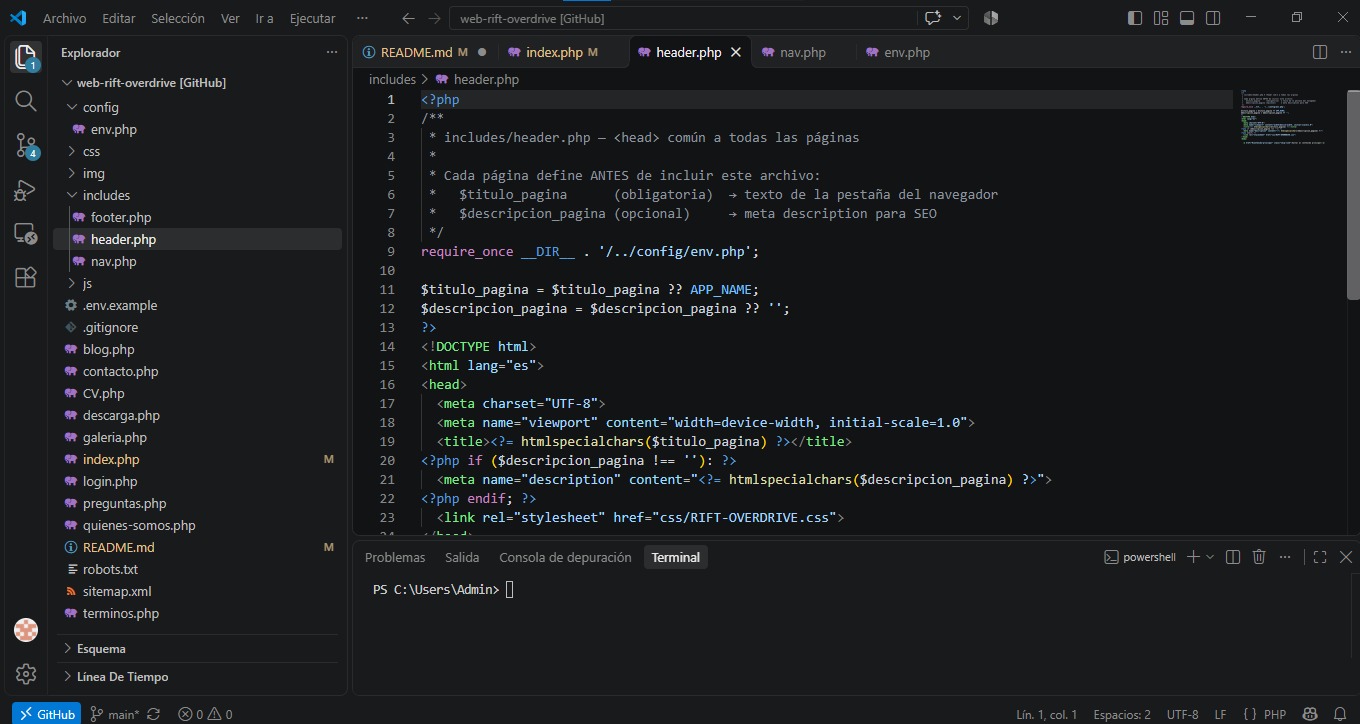 Archivo Editar Selección Ver Ir a Ejecutar ··· web-rift-overdrive [GitHub]
Explorador ···
web-rift-overdrive [GitHub]
config
env.php
css
img
includes
footer.php
header.php
nav.php
js
.env.example
.gitignore
blog.php
contacto.php
CV.php
descarga.php
galeria.php
index.php M
login.php
preguntas.php
quienes-somos.php
README.md M
robots.txt
sitemap.xml
terminos.php
Esquema
Línea De Tiempo
1
4
README.md M index.php M header.php nav.php env.php
includes > header.php
1 <?php
2 /**
3  * includes/header.php — <head> común a todas las páginas
4  *
5  * Cada página define ANTES de incluir este archivo:
6  *   $titulo_pagina      (obligatoria)  → texto de la pestaña del navegador
7  *   $descripcion_pagina (opcional)     → meta description para SEO
8  */
9 require_once __DIR__ . '/../config/env.php';
10
11 $titulo_pagina = $titulo_pagina ?? APP_NAME;
12 $descripcion_pagina = $descripcion_pagina ?? '';
13 ?>
14 <!DOCTYPE html>
15 <html lang="es">
16 <head>
17   <meta charset="UTF-8">
18   <meta name="viewport" content="width=device-width, initial-scale=1.0">
19   <title><?= htmlspecialchars($titulo_pagina) ?></title>
20 <?php if ($descripcion_pagina !== ''): ?>
21   <meta name="description" content="<?= htmlspecialchars($descripcion_pagina) ?>">
22 <?php endif; ?>
23   <link rel="stylesheet" href="css/RIFT-OVERDRIVE.css">
24 </head>
Problemas Salida Consola de depuración Terminal powershell
PS C:\Users\Admin>
GitHub main* 0 0 Lín. 1, col. 1 Espacios: 2 UTF-8 LF { } PHP